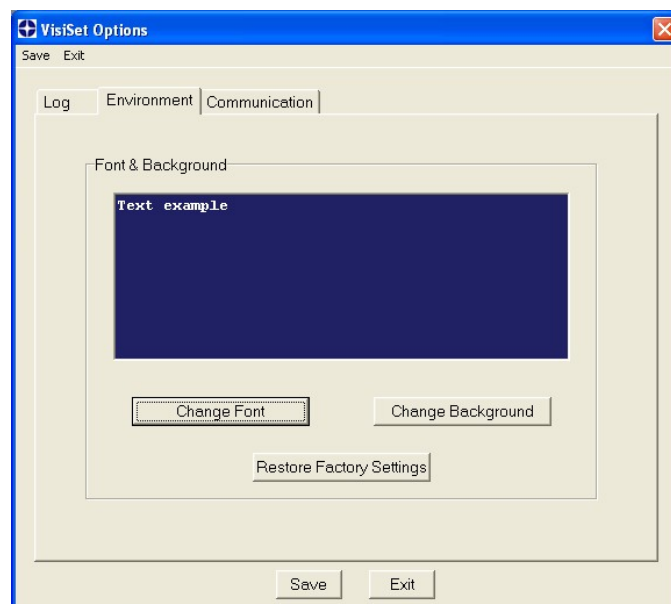 VisiSet Options
Save Exit
Log Environment Communication
Font & Background
Text example
Change Font Change Background
Restore Factory Settings
Save Exit